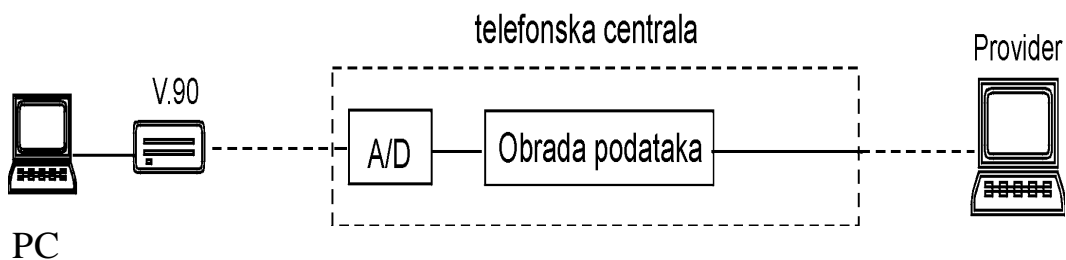 telefonska centrala
Provider
V.90
A/D
Obrada podataka
PC